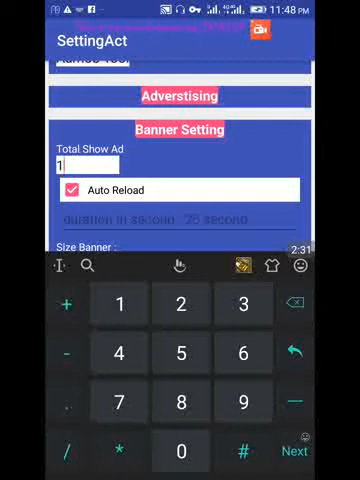 11:48 PM
SettingAct
Adverstising
Banner Setting
Total Show Ad
1
Auto Reload
duration in second 25 second
Size Banner :
2:31
+ 1 2 3
- 4 5 6
. 7 8 9
/ * 0 # Next